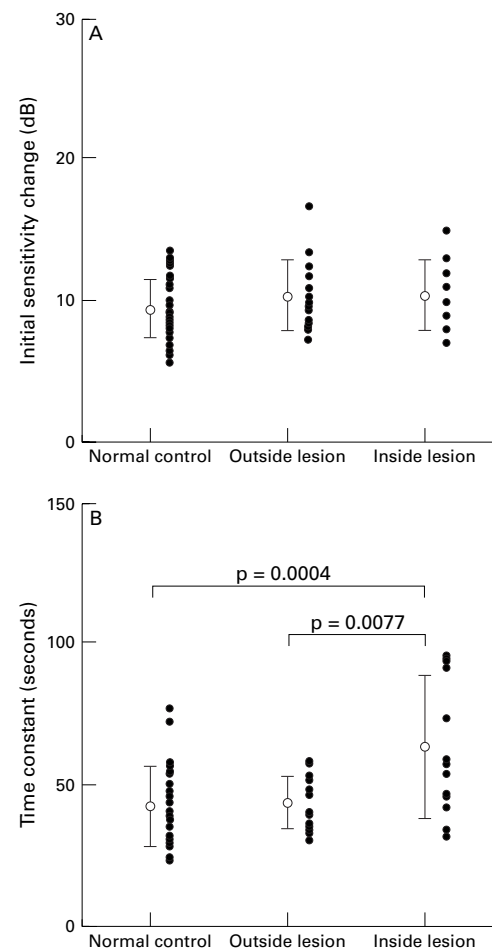 A
30
20
10
0
Initial sensitivity change (dB)
Normal control Outside lesion Inside lesion
B
150
100
50
0
Time constant (seconds)
p = 0.0004
p = 0.0077
Normal control Outside lesion Inside lesion